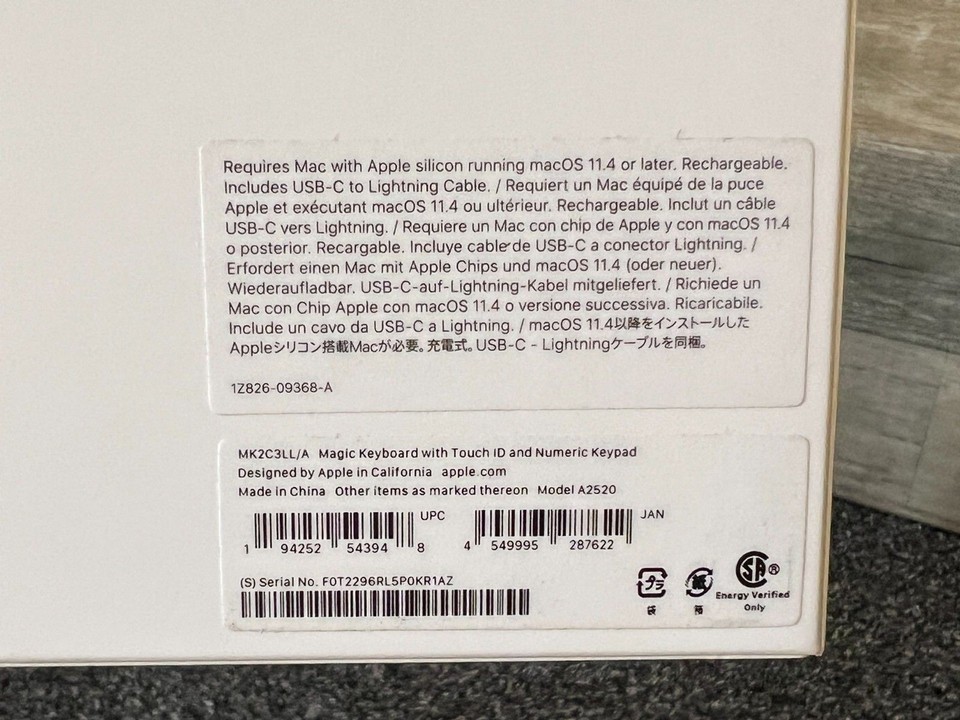 Requires Mac with Apple silicon running macOS 11.4 or later. Rechargeable.
Includes USB-C to Lightning Cable. / Requiert un Mac équipé de la puce
Apple et exécutant macOS 11.4 ou ultérieur. Rechargeable. Inclut un câble
USB-C vers Lightning. / Requiere un Mac con chip de Apple y con macOS 11.4
o posterior. Recargable. Incluye cable de USB-C a conector Lightning. /
Erfordert einen Mac mit Apple Chips und macOS 11.4 (oder neuer).
Wiederaufladbar. USB-C-auf-Lightning-Kabel mitgeliefert. / Richiede un
Mac con Chip Apple con macOS 11.4 o versione successiva. Ricaricabile.
Include un cavo da USB-C a Lightning. / macOS 11.4以降をインストールした
Appleシリコン搭載Macが必要。充電式。USB-C - Lightningケーブルを同梱。
1Z826-09368-A
MK2C3LL/A Magic Keyboard with Touch ID and Numeric Keypad
Designed by Apple in California apple.com
Made in China Other items as marked thereon Model A2520
UPC JAN
1 94252 54394 8 4 549995 287622
(S) Serial No. F0T2296RL5P0KR1AZ
プラ 紙 SA ®
袋 箱 Energy Verified
Only